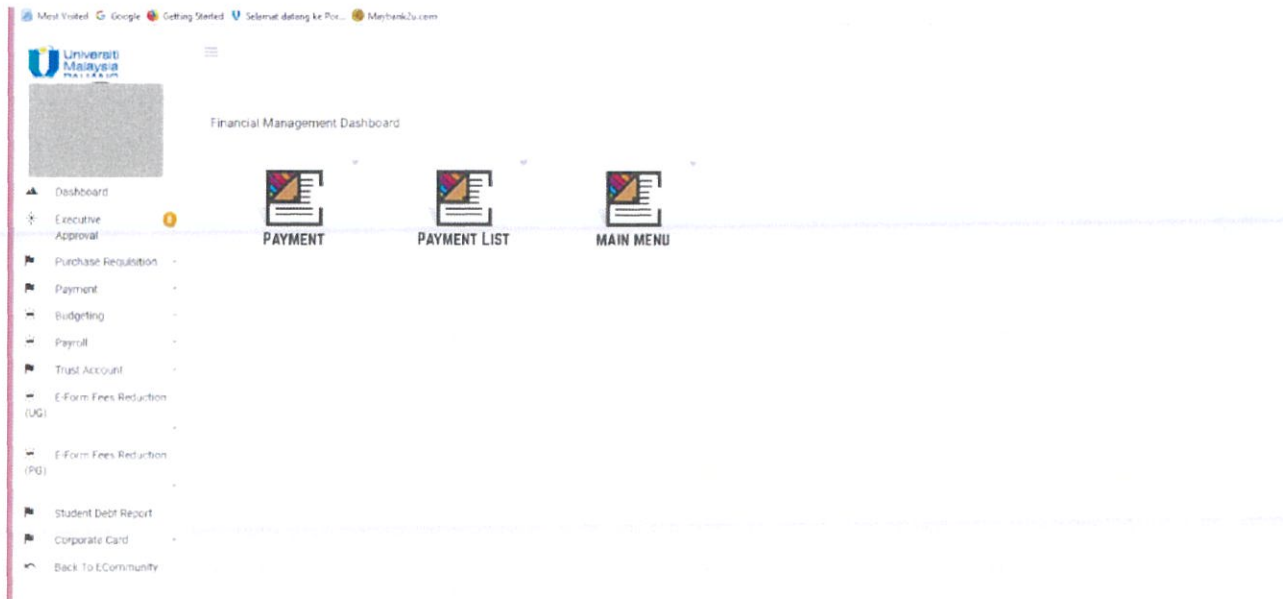 Most Visited Google Getting Started Selamat datang ke Por... Maybank2u.com
Universiti
Malaysia
PAHANG
Financial Management Dashboard
Dashboard
Executive
Approval
Purchase Requisition
Payment
Budgeting
Payroll
Trust Account
E-Form Fees Reduction
(UG)
E-Form Fees Reduction
(PG)
Student Debt Report
Corporate Card
Back To ECommunity
PAYMENT
PAYMENT LIST
MAIN MENU